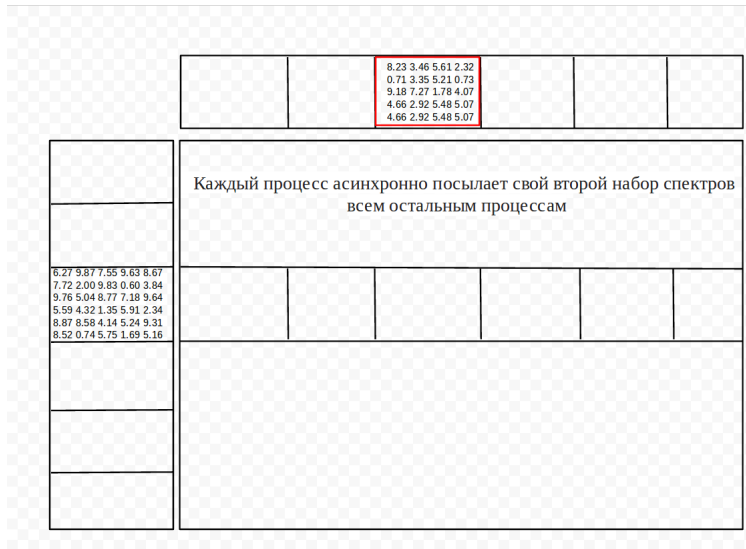 8.23 3.46 5.61 2.32
0.71 3.35 5.21 0.73
9.18 7.27 1.78 4.07
4.66 2.92 5.48 5.07
4.66 2.92 5.48 5.07
Каждый процесс асинхронно посылает свой второй набор спектров
всем остальным процессам
6.27 9.87 7.55 9.63 8.67
7.72 2.00 9.83 0.60 3.84
9.76 5.04 8.77 7.18 9.64
5.59 4.32 1.35 5.91 2.34
8.87 8.58 4.14 5.24 9.31
8.52 0.74 5.75 1.69 5.16